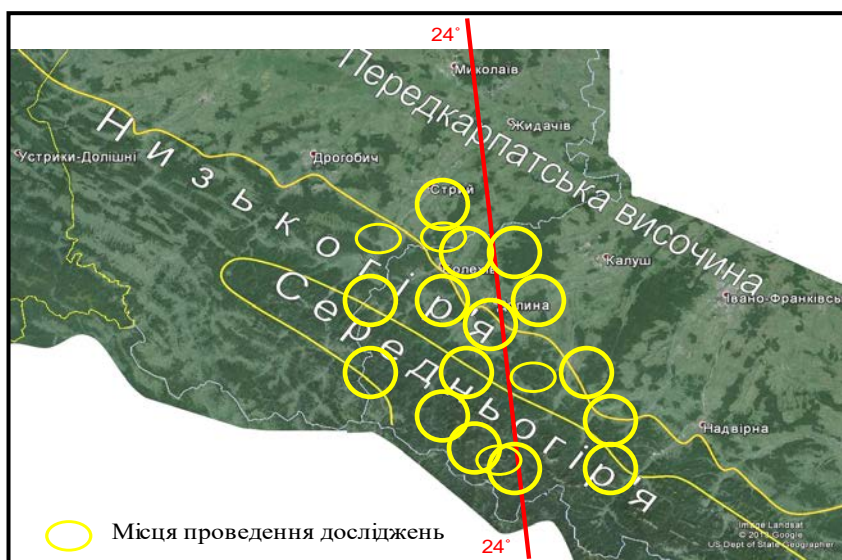 24°
Миколаїв
Передкарпатська височина
Жидачів
Устрики-Долішні
Дрогобич
Низькогір'я
Стрий
Калуш
Івано-Франківсь
Середньогір'я
Надвірна
Місця проведення досліджень
24°
Image Landsat
© 2013 Google
US Dept of State Geographer